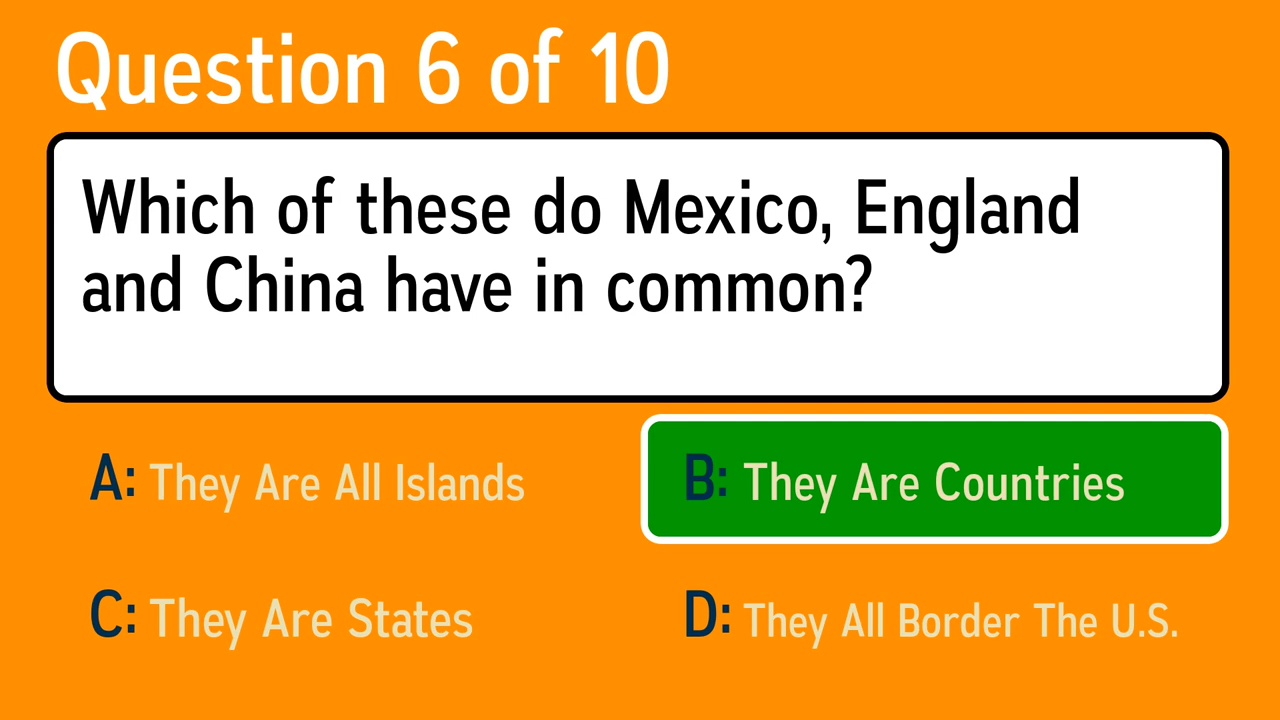 Question 6 of 10
Which of these do Mexico, England
and China have in common?
A: They Are All Islands
B: They Are Countries
C: They Are States
D: They All Border The U.S.